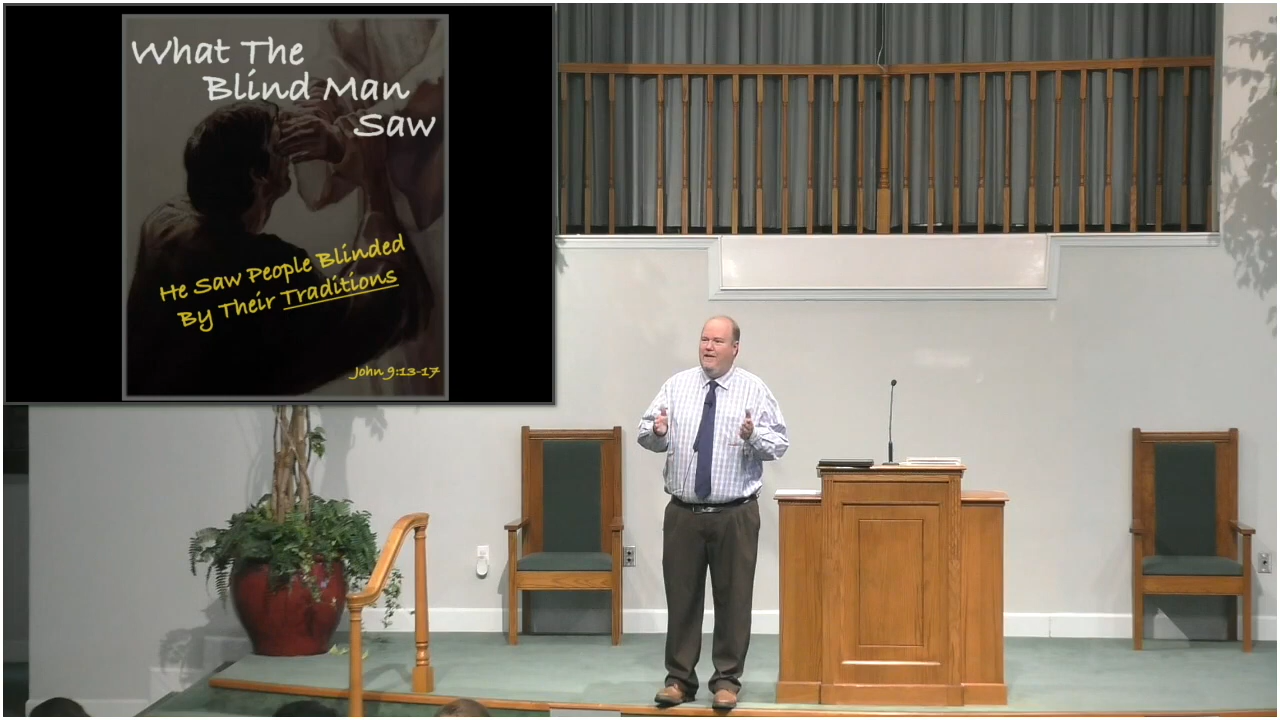 What The
Blind Man
Saw
He Saw People Blinded
By Their Traditions
John 9:13-17